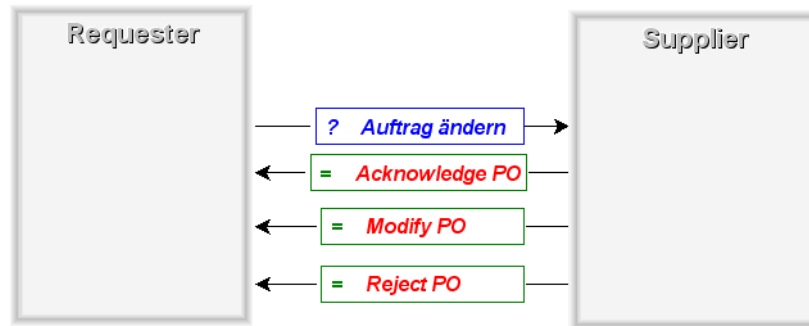 Requester
Supplier
? Auftrag ändern
= Acknowledge PO
= Modify PO
= Reject PO